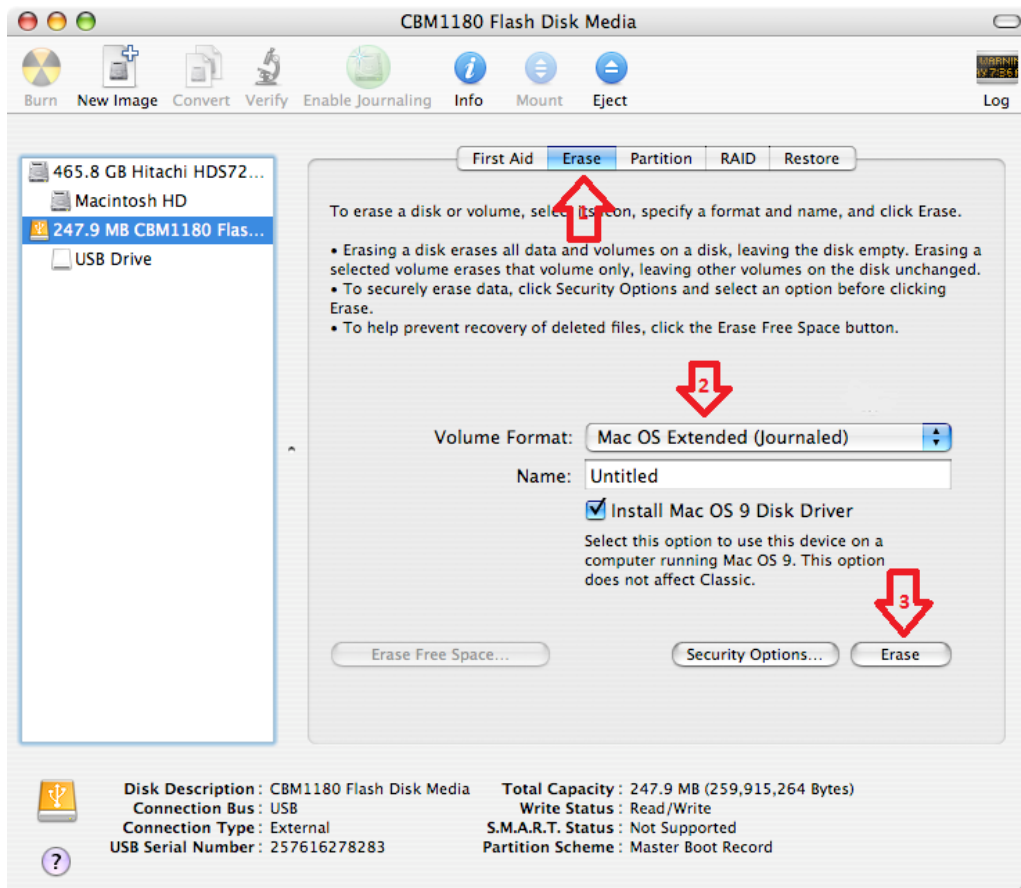 CBM1180 Flash Disk Media
Burn New Image Convert Verify Enable Journaling Info Mount Eject Log
First Aid Erase Partition RAID Restore
465.8 GB Hitachi HDS72...
Macintosh HD
247.9 MB CBM1180 Flas...
USB Drive
To erase a disk or volume, select its icon, specify a format and name, and click Erase.
1
• Erasing a disk erases all data and volumes on a disk, leaving the disk empty. Erasing a
selected volume erases that volume only, leaving other volumes on the disk unchanged.
• To securely erase data, click Security Options and select an option before clicking
Erase.
• To help prevent recovery of deleted files, click the Erase Free Space button.
2
Volume Format: Mac OS Extended (Journaled)
Name: Untitled
Install Mac OS 9 Disk Driver
Select this option to use this device on a
computer running Mac OS 9. This option
does not affect Classic.
3
Erase Free Space... Security Options... Erase
Disk Description : CBM1180 Flash Disk Media Total Capacity : 247.9 MB (259,915,264 Bytes)
Connection Bus : USB Write Status : Read/Write
Connection Type : External S.M.A.R.T. Status : Not Supported
USB Serial Number : 257616278283 Partition Scheme : Master Boot Record
?